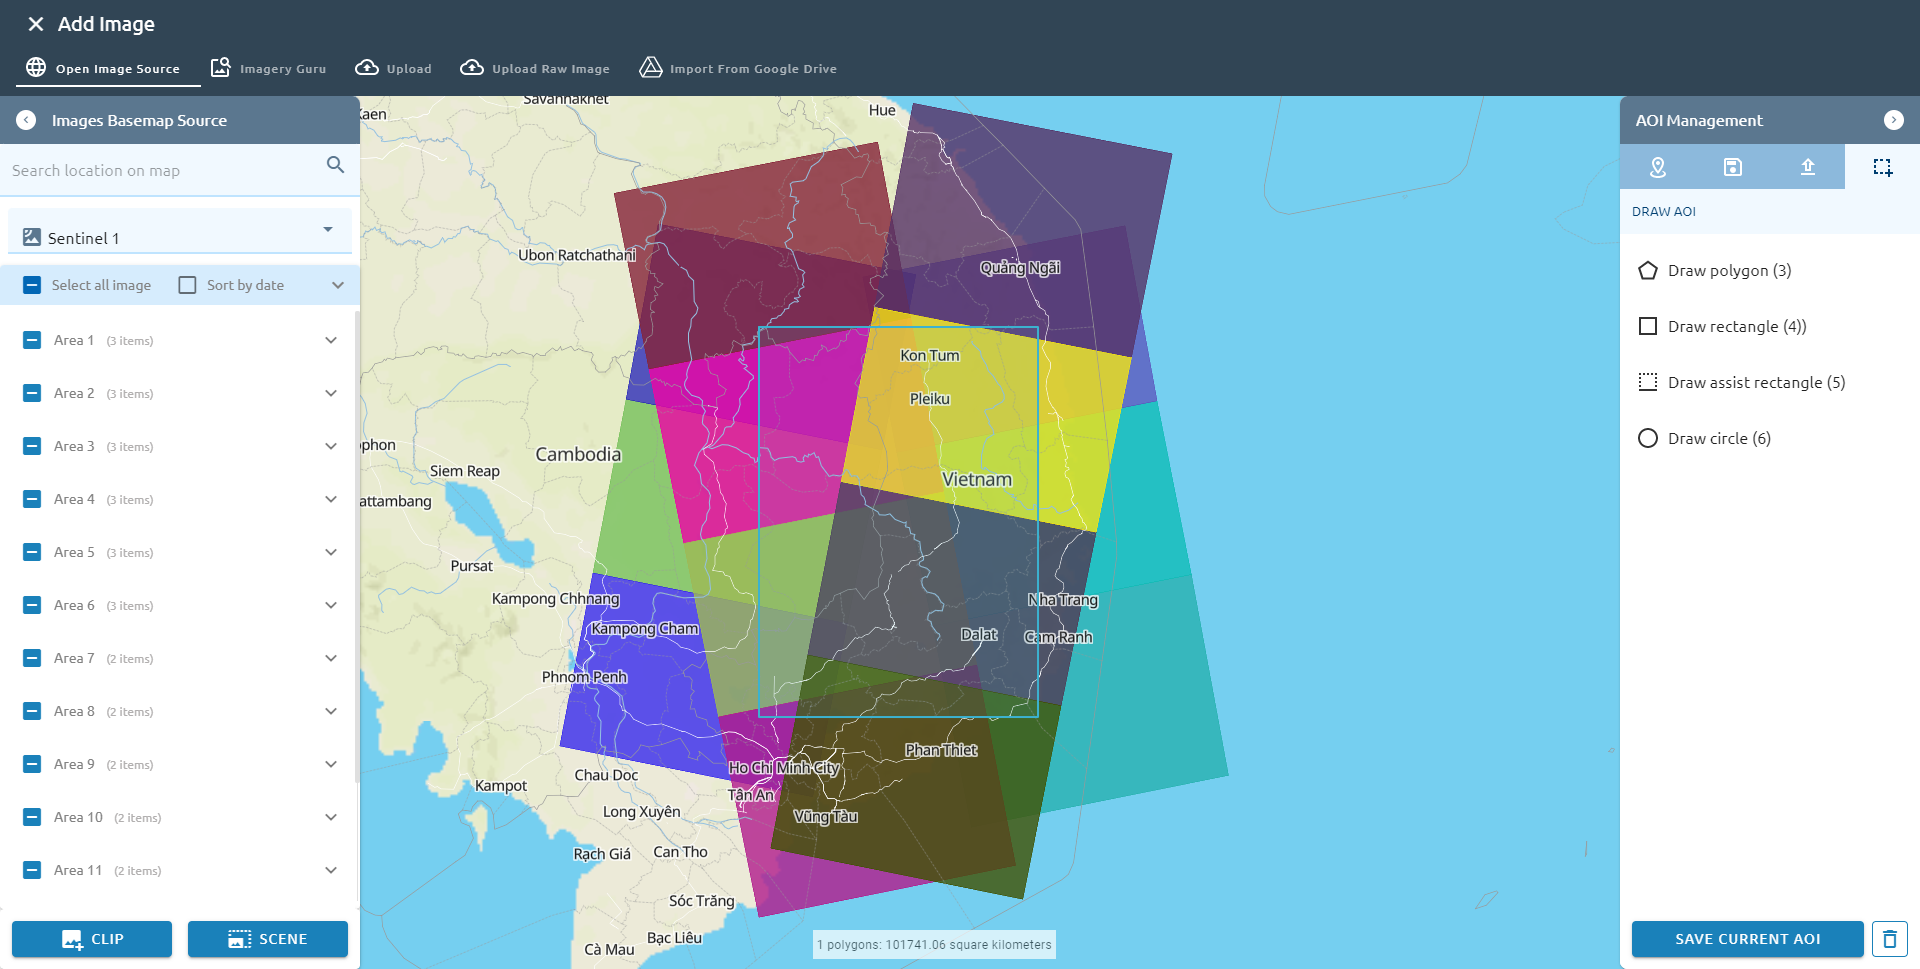 Add Image
Open Image Source
Imagery Guru
Upload
Upload Raw Image
Import From Google Drive
Images Basemap Source
Search location on map
Sentinel 1
Select all image
Sort by date
Area 1 (3 items)
Area 2 (3 items)
Area 3 (3 items)
Area 4 (3 items)
Area 5 (3 items)
Area 6 (3 items)
Area 7 (2 items)
Area 8 (2 items)
Area 9 (2 items)
Area 10 (2 items)
Area 11 (2 items)
CLIP
SCENE
Savannakhet
Hue
Ubon Ratchathani
Quảng Ngãi
Kon Tum
Pleiku
Cambodia
Siem Reap
Vietnam
Pursat
Kampong Chhnang
Nha Trang
Kampong Cham
Dalat
Cam Ranh
Phnom Penh
Phan Thiet
Ho Chi Minh City
Chau Doc
Kampot
Tân An
Long Xuyên
Vũng Tàu
Rạch Giá
Can Tho
Sóc Trăng
Bạc Liêu
Cà Mau
1 polygons: 101741.06 square kilometers
AOI Management
DRAW AOI
Draw polygon (3)
Draw rectangle (4))
Draw assist rectangle (5)
Draw circle (6)
SAVE CURRENT AOI